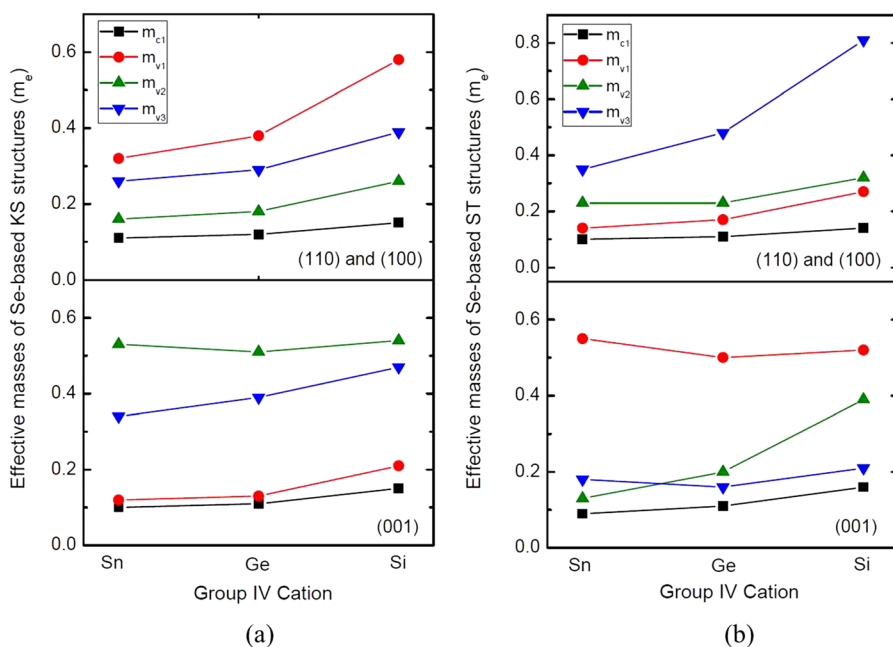 Effective masses of Se-based KS structures (mₑ)
0.6
0.4
0.2
0.0
m_c1
m_v1
m_v2
m_v3
(110) and (100)
0.6
0.4
0.2
0.0
(001)
Sn Ge Si
Group IV Cation
(a)
Effective masses of Se-based ST structures (mₑ)
0.8
0.6
0.4
0.2
0.0
m_c1
m_v1
m_v2
m_v3
(110) and (100)
0.6
0.4
0.2
0.0
(001)
Sn Ge Si
Group IV Cation
(b)